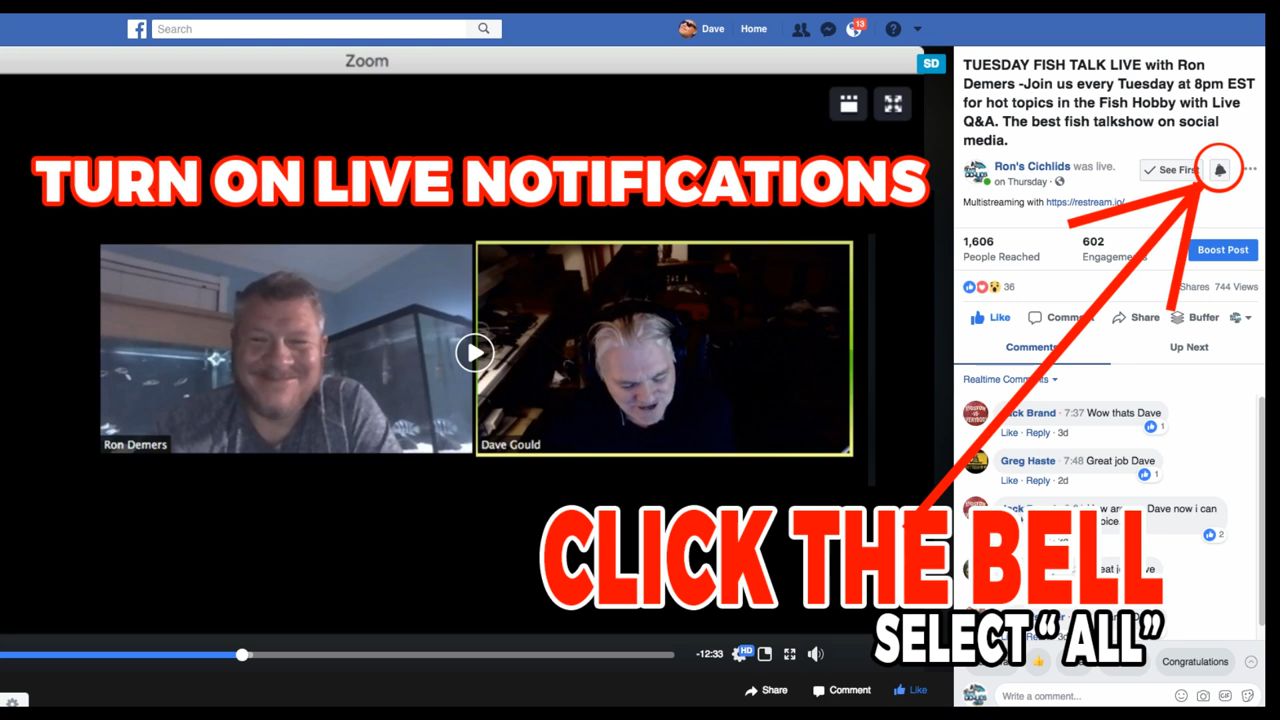 Search
Dave
Home
13
Zoom
SD
TURN ON LIVE NOTIFICATIONS
Ron Demers
Dave Gould
CLICK THE BELL
SELECT “ALL”
-12:33
HD
Share
Comment
Like
TUESDAY FISH TALK LIVE with Ron
Demers -Join us every Tuesday at 8pm EST
for hot topics in the Fish Hobby with Live
Q&A. The best fish talkshow on social
media.
Ron's Cichlids was live.
on Thursday ·
See First
Multistreaming with https://restream.io/
1,606
People Reached
602
Boost Post
36
Shares 744 Views
Like
Comment
Share
Buffer
Comments
Up Next
Realtime Comments
Brand · 7:37 Wow thats Dave
1
Like · Reply · 3d
Greg Haste · 7:48 Great job Dave
1
Like · Reply · 2d
Dave now i can
2
Congratulations
Write a comment...
GIF